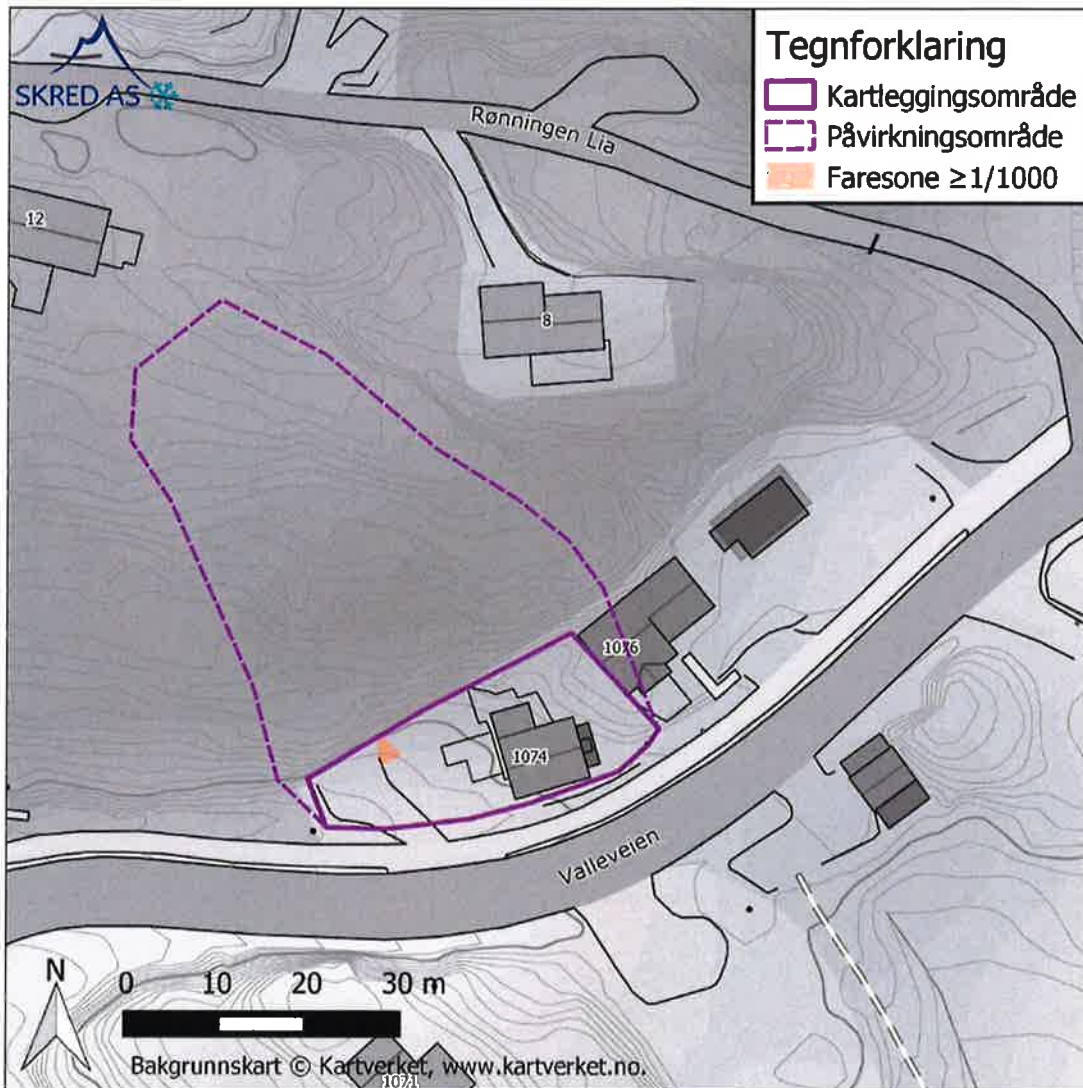 SKRED AS
Tegnforklaring
Kartleggingsområde
Påvirkningsområde
Faresone ≥1/1000
Rønningen Lia
12
8
1076
1074
Valleveien
N
0 10 20 30 m
Bakgrunnskart © Kartverket, www.kartverket.no.
1071